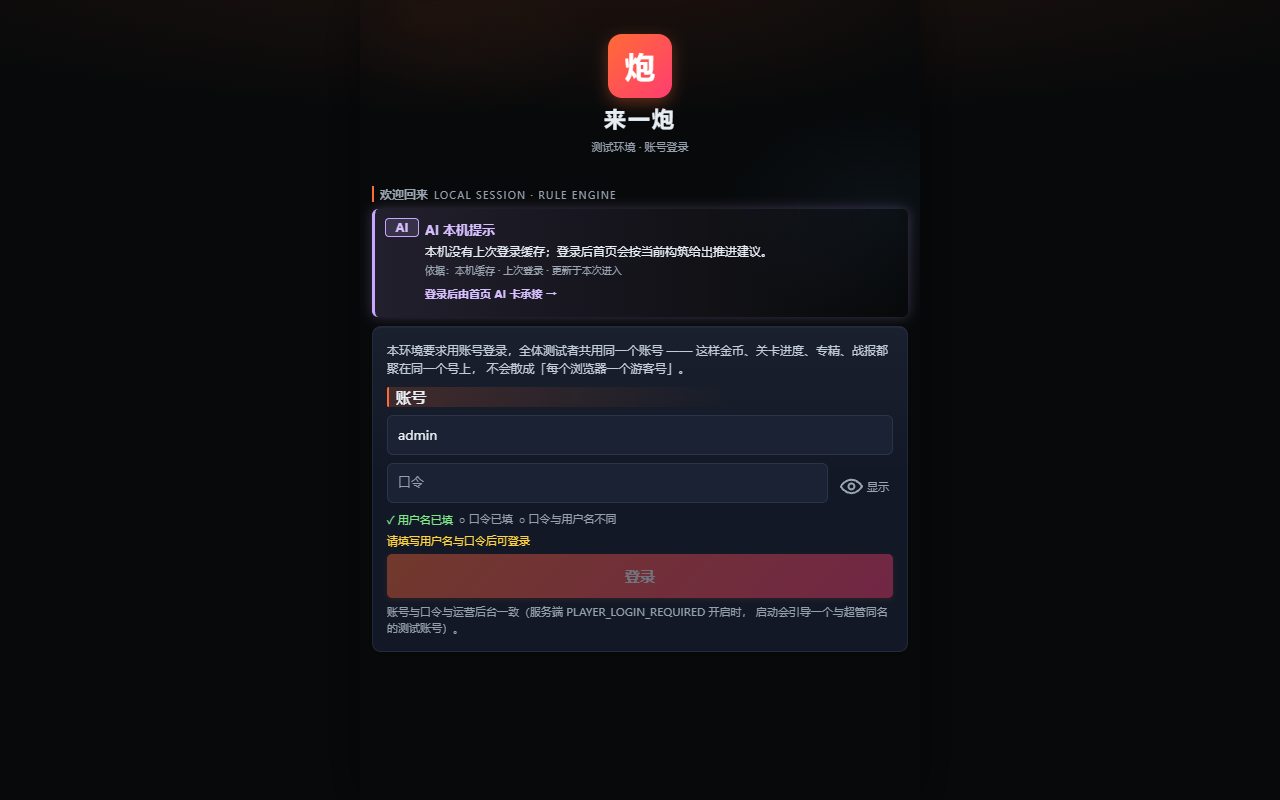 炮
来一炮
测试环境 · 账号登录
欢迎回来 LOCAL SESSION · RULE ENGINE
AI AI 本机提示
本机没有上次登录缓存；登录后首页会按当前构筑给出推进建议。
依据：本机缓存 · 上次登录 · 更新于本次进入
登录后由首页 AI 卡承接 →
本环境要求用账号登录，全体测试者共用同一个账号 —— 这样金币、关卡进度、专精、战报都
聚在同一个号上， 不会散成「每个浏览器一个游客号」。
账号
admin
口令 显示
✓ 用户名已填 ○ 口令已填 ○ 口令与用户名不同
请填写用户名与口令后可登录
登录
账号与口令与运营后台一致（服务端 PLAYER_LOGIN_REQUIRED 开启时， 启动会引导一个与超管同名
的测试账号）。